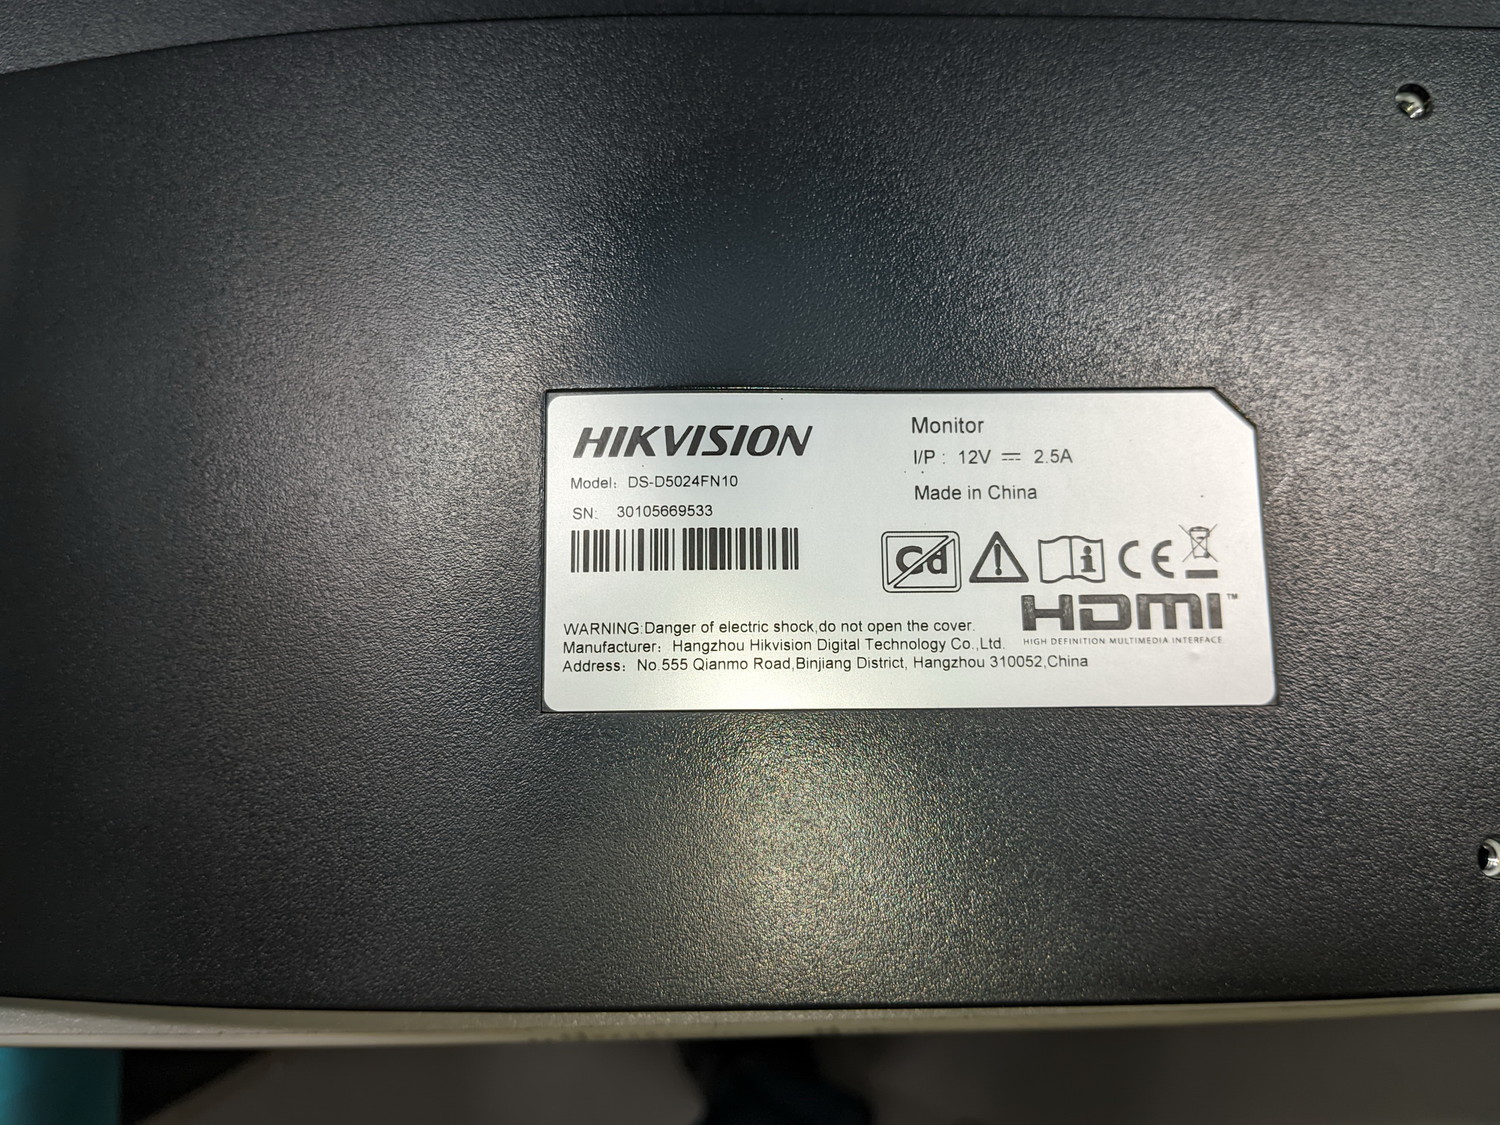 HIKVISION
Model: DS-D5024FN10
SN: 30105669533
Monitor
I/P : 12V ⎓ 2.5A
Made in China
Cd
i
CE
HDMI™
HIGH DEFINITION MULTIMEDIA INTERFACE
WARNING:Danger of electric shock,do not open the cover.
Manufacturer: Hangzhou Hikvision Digital Technology Co.,Ltd.
Address: No.555 Qianmo Road,Binjiang District, Hangzhou 310052,China